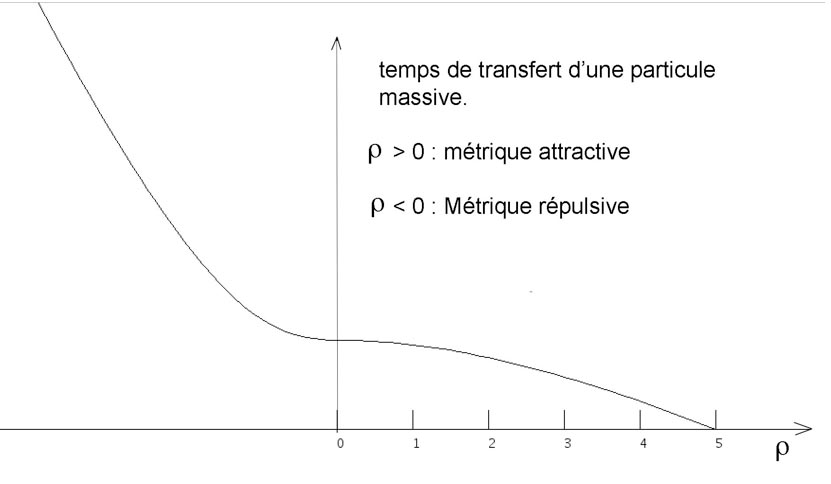 temps de transfert d'une particule
massive.
ρ > 0 : métrique attractive
ρ < 0 : Métrique répulsive
0 1 2 3 4 5
ρ